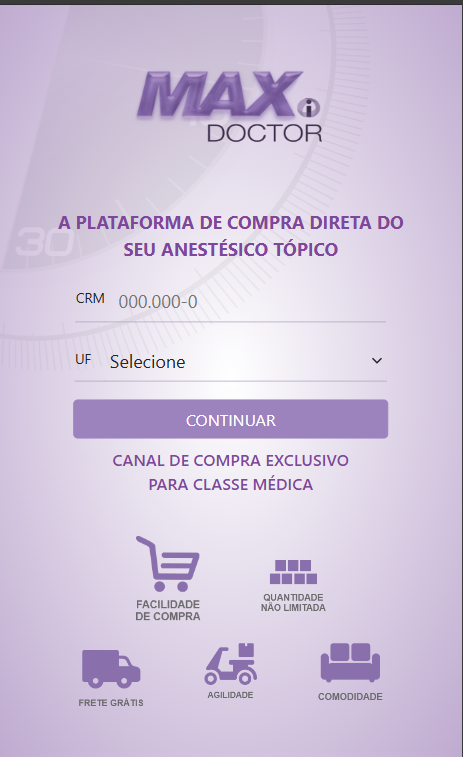 MAX i
DOCTOR
30
A PLATAFORMA DE COMPRA DIRETA DO
SEU ANESTÉSICO TÓPICO
CRM 000.000-0
UF Selecione
CONTINUAR
CANAL DE COMPRA EXCLUSIVO
PARA CLASSE MÉDICA
FACILIDADE
DE COMPRA
QUANTIDADE
NÃO LIMITADA
FRETE GRÁTIS
AGILIDADE
COMODIDADE